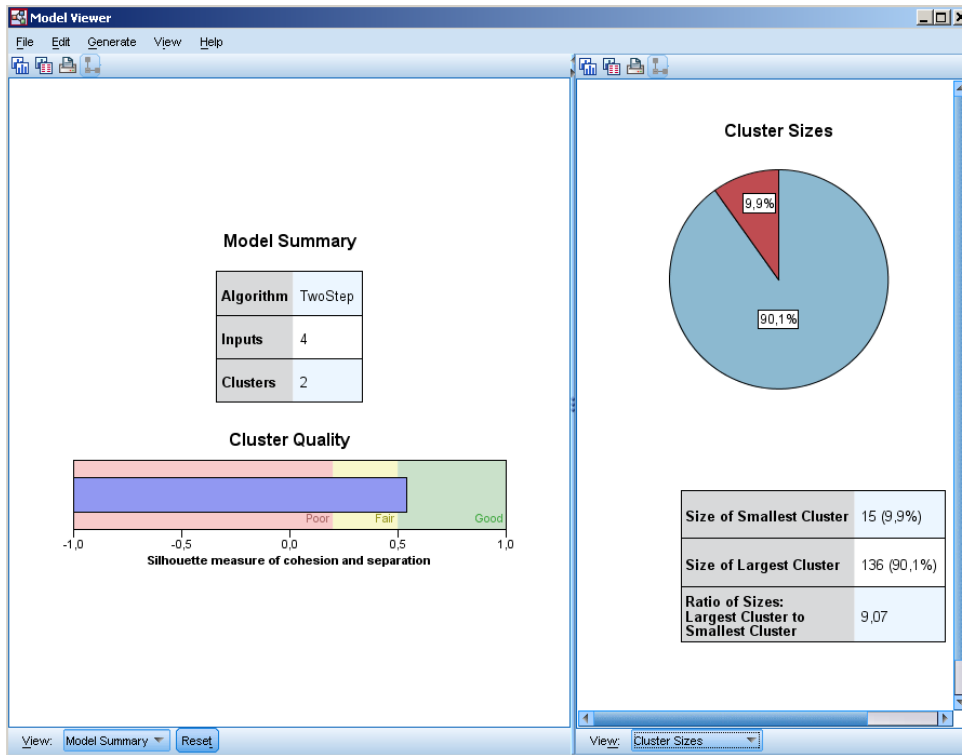 Model Viewer
File Edit Generate View Help
Model Summary
Algorithm TwoStep
Inputs 4
Clusters 2
Cluster Quality
Poor Fair Good
-1,0 -0,5 0,0 0,5 1,0
Silhouette measure of cohesion and separation
View: Model Summary Reset
Cluster Sizes
9,9%
90,1%
Size of Smallest Cluster 15 (9,9%)
Size of Largest Cluster 136 (90,1%)
Ratio of Sizes:
Largest Cluster to
Smallest Cluster
9,07
View: Cluster Sizes